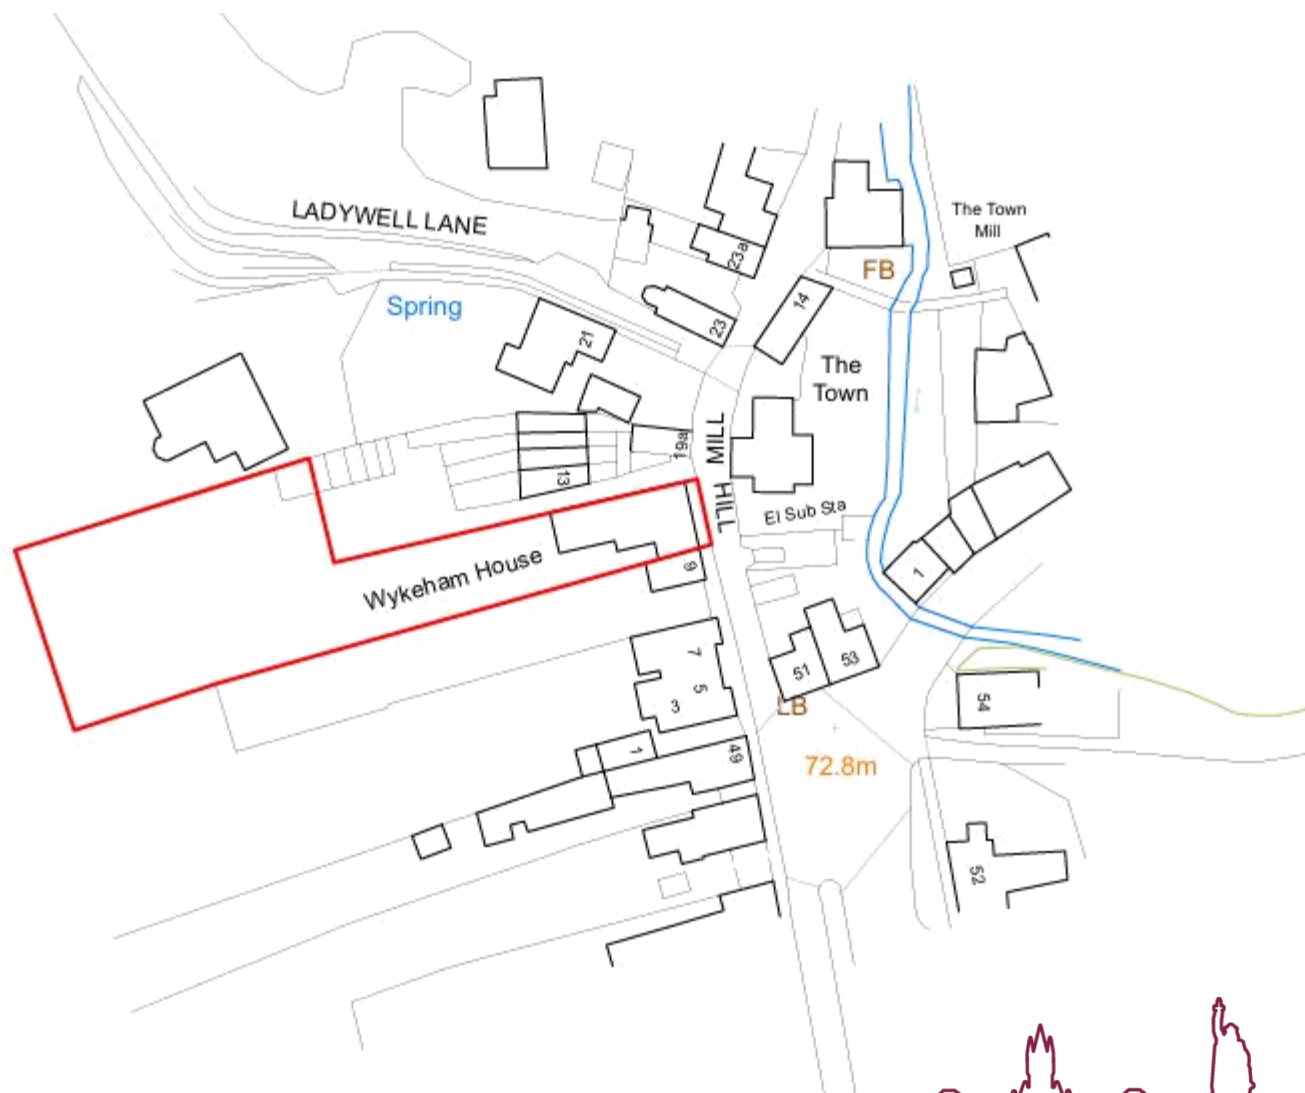 LADYWELL LANE
The Town
Mill
23a
FB
14
Spring
23
21
The
Town
MILL
HILL
19a
13
El Sub Sta
Wykeham House
9
1
7
5
3
51
53
LB
54
1
49
72.8m
52